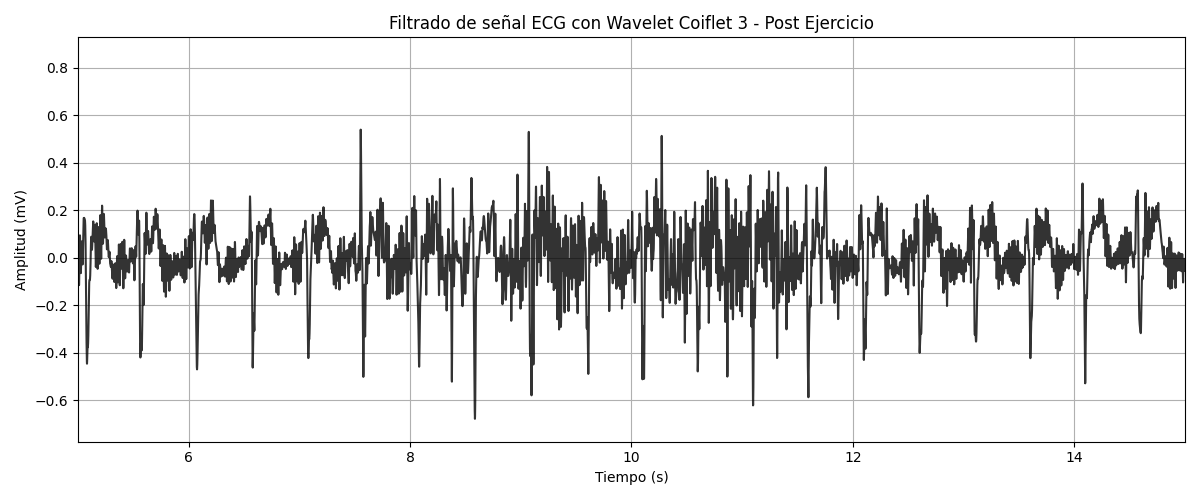 Filtrado de señal ECG con Wavelet Coiflet 3 - Post Ejercicio
Amplitud (mV)
0.8
0.6
0.4
0.2
0.0
−0.2
−0.4
−0.6
6 8 10 12 14
Tiempo (s)